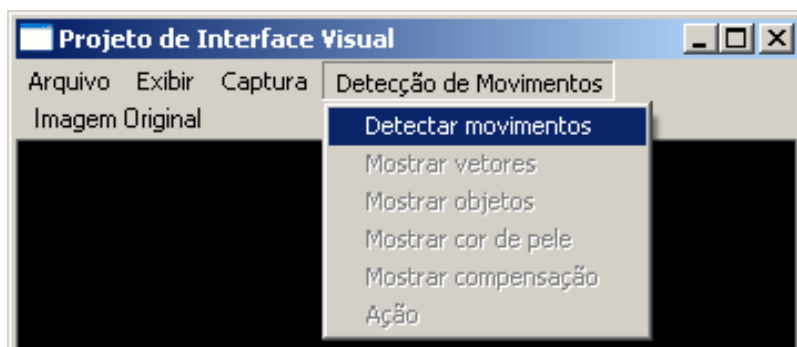 Projeto de Interface Visual
Arquivo Exibir Captura Detecção de Movimentos
Imagem Original
Detectar movimentos
Mostrar vetores
Mostrar objetos
Mostrar cor de pele
Mostrar compensação
Ação